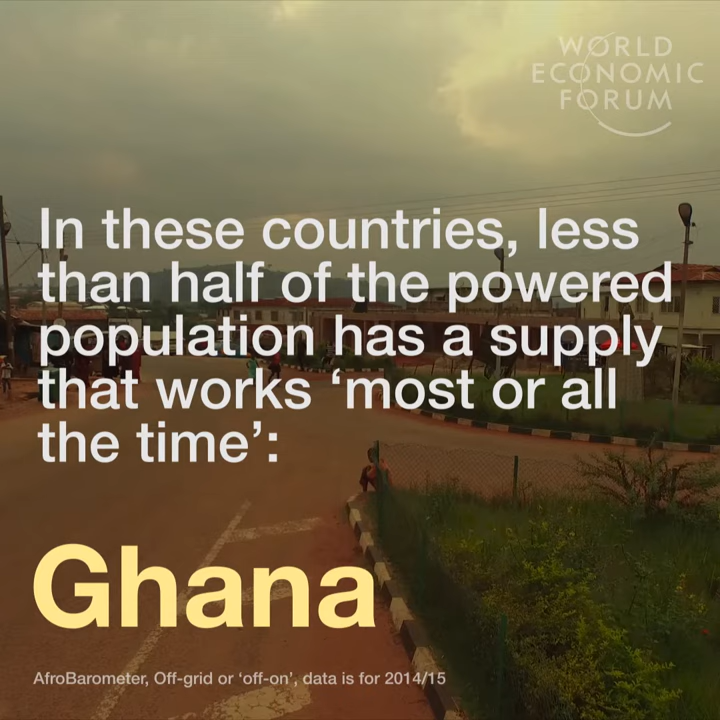 WORLD
ECONOMIC
FORUM
In these countries, less
than half of the powered
population has a supply
that works ‘most or all
the time’:
Ghana
AfroBarometer, Off-grid or ‘off-on’, data is for 2014/15